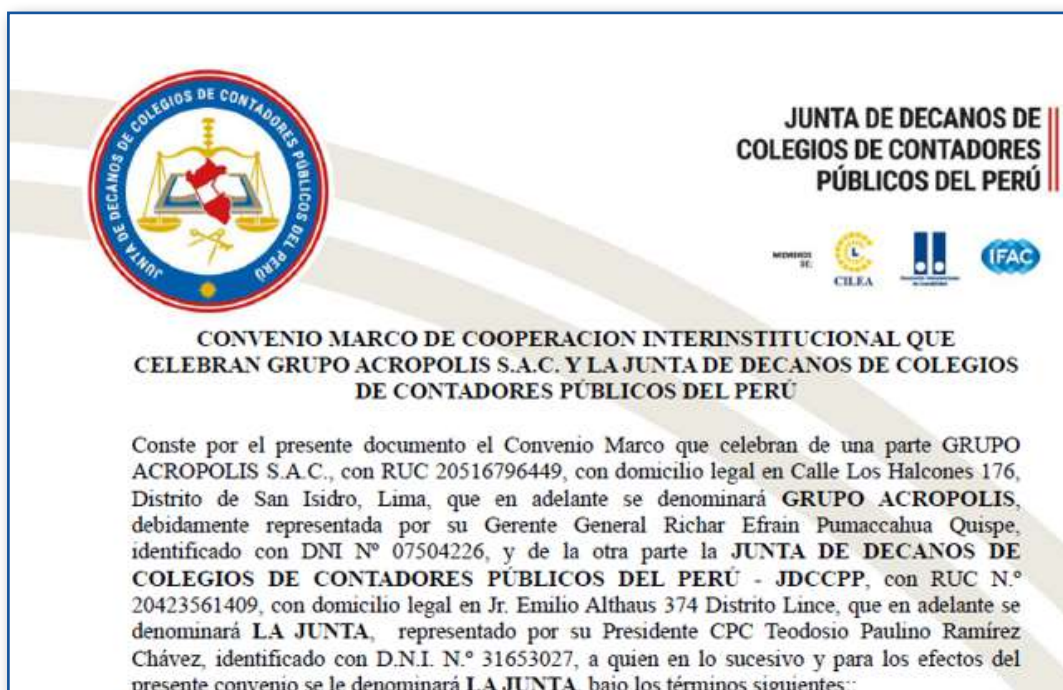 JUNTA DE DECANOS DE COLEGIOS DE CONTADORES PÚBLICOS DEL PERÚ
JUNTA DE DECANOS DE
COLEGIOS DE CONTADORES
PÚBLICOS DEL PERÚ
MIEMBROS
DE:
CILEA
IFAC
CONVENIO MARCO DE COOPERACION INTERINSTITUCIONAL QUE
CELEBRAN GRUPO ACROPOLIS S.A.C. Y LA JUNTA DE DECANOS DE COLEGIOS
DE CONTADORES PÚBLICOS DEL PERÚ
Conste por el presente documento el Convenio Marco que celebran de una parte GRUPO
ACROPOLIS S.A.C., con RUC 20516796449, con domicilio legal en Calle Los Halcones 176,
Distrito de San Isidro, Lima, que en adelante se denominará GRUPO ACROPOLIS,
debidamente representada por su Gerente General Richar Efrain Pumaccahua Quispe,
identificado con DNI Nº 07504226, y de la otra parte la JUNTA DE DECANOS DE
COLEGIOS DE CONTADORES PÚBLICOS DEL PERÚ - JDCCPP, con RUC N.º
20423561409, con domicilio legal en Jr. Emilio Althaus 374 Distrito Lince, que en adelante se
denominará LA JUNTA, representado por su Presidente CPC Teodosio Paulino Ramírez
Chávez, identificado con D.N.I. N.º 31653027, a quien en lo sucesivo y para los efectos del
presente convenio se le denominará LA JUNTA, bajo los términos siguientes: